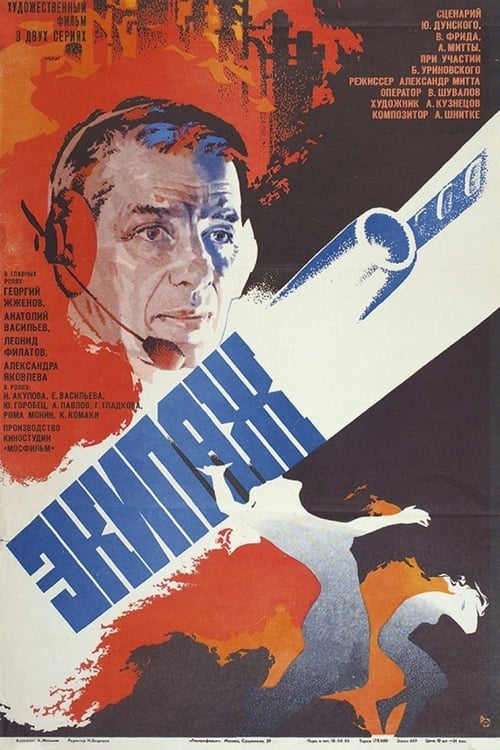 ХУДОЖЕСТВЕННЫЙ
ФИЛЬМ
В ДВУХ СЕРИЯХ
СЦЕНАРИЙ
Ю. ДУНСКОГО,
В. ФРИДА,
А. МИТТЫ,
ПРИ УЧАСТИИ
Б. УРИНОВСКОГО
РЕЖИССЕР АЛЕКСАНДР МИТТА
ОПЕРАТОР В. ШУВАЛОВ
ХУДОЖНИК А. КУЗНЕЦОВ
КОМПОЗИТОР А. ШНИТКЕ
В ГЛАВНЫХ
РОЛЯХ:
ГЕОРГИЙ
ЖЖЕНОВ,
АНАТОЛИЙ
ВАСИЛЬЕВ,
ЛЕОНИД
ФИЛАТОВ,
АЛЕКСАНДРА
ЯКОВЛЕВА
В РОЛЯХ:
И. АКУЛОВА, Е. ВАСИЛЬЕВА,
Ю. ГОРОБЕЦ, А. ПАВЛОВ, Г. ГЛАДКОВА,
РОМА МОНИН, К. КОМАКИ
ПРОИЗВОДСТВО
КИНОСТУДИИ
«МОСФИЛЬМ»
ЭКИПАЖ